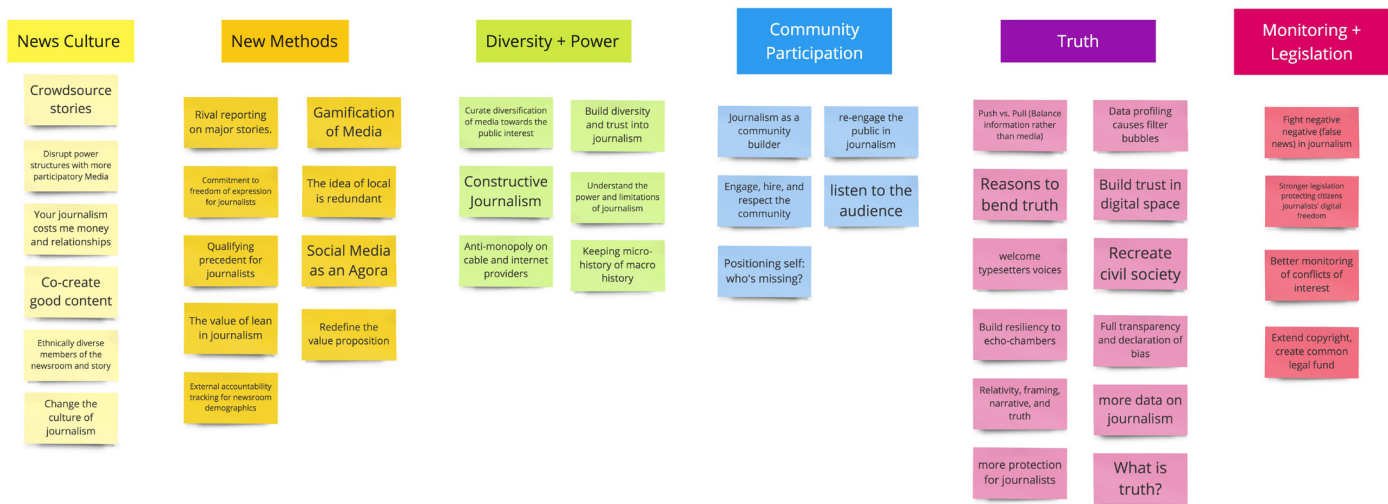 News Culture
Crowdsource
stories
Disrupt power
structures with more
participatory Media
Your journalism
costs me money
and relationships
Co-create
good content
Ethnically diverse
members of the
newsroom and story
Change the
culture of
journalism
New Methods
Rival reporting
on major stories.
Gamification
of Media
Commitment to
freedom of expression
for journalists
The idea of local
is redundant
Qualifying
precedent for
journalists
Social Media
as an Agora
The value of lean
in journalism
Redefine the
value proposition
External accountability
tracking for newsroom
demographics
Diversity + Power
Curate diversification
of media towards the
public interest
Build diversity
and trust into
journalism
Constructive
Journalism
Understand the
power and limitations
of journalism
Anti-monopoly on
cable and internet
providers
Keeping micro-
history of macro
history
Community
Participation
Journalism as a
community
builder
re-engage the
public in
journalism
Engage, hire, and
respect the
community
listen to the
audience
Positioning self:
who's missing?
Truth
Push vs. Pull (Balance
information rather
than media)
Data profiling
causes filter
bubbles
Reasons to
bend truth
Build trust in
digital space
welcome
typesetters voices
Recreate
civil society
Build resiliency to
echo-chambers
Full transparency
and declaration of
bias
Relativity, framing,
narrative, and
truth
more data on
journalism
more protection
for journalists
What is
truth?
Monitoring +
Legislation
Fight negative
negative (false
news) in journalism
Stronger legislation
protecting citizens
journalists' digital
freedom
Better monitoring
of conflicts of
interest
Extend copyright,
create common
legal fund